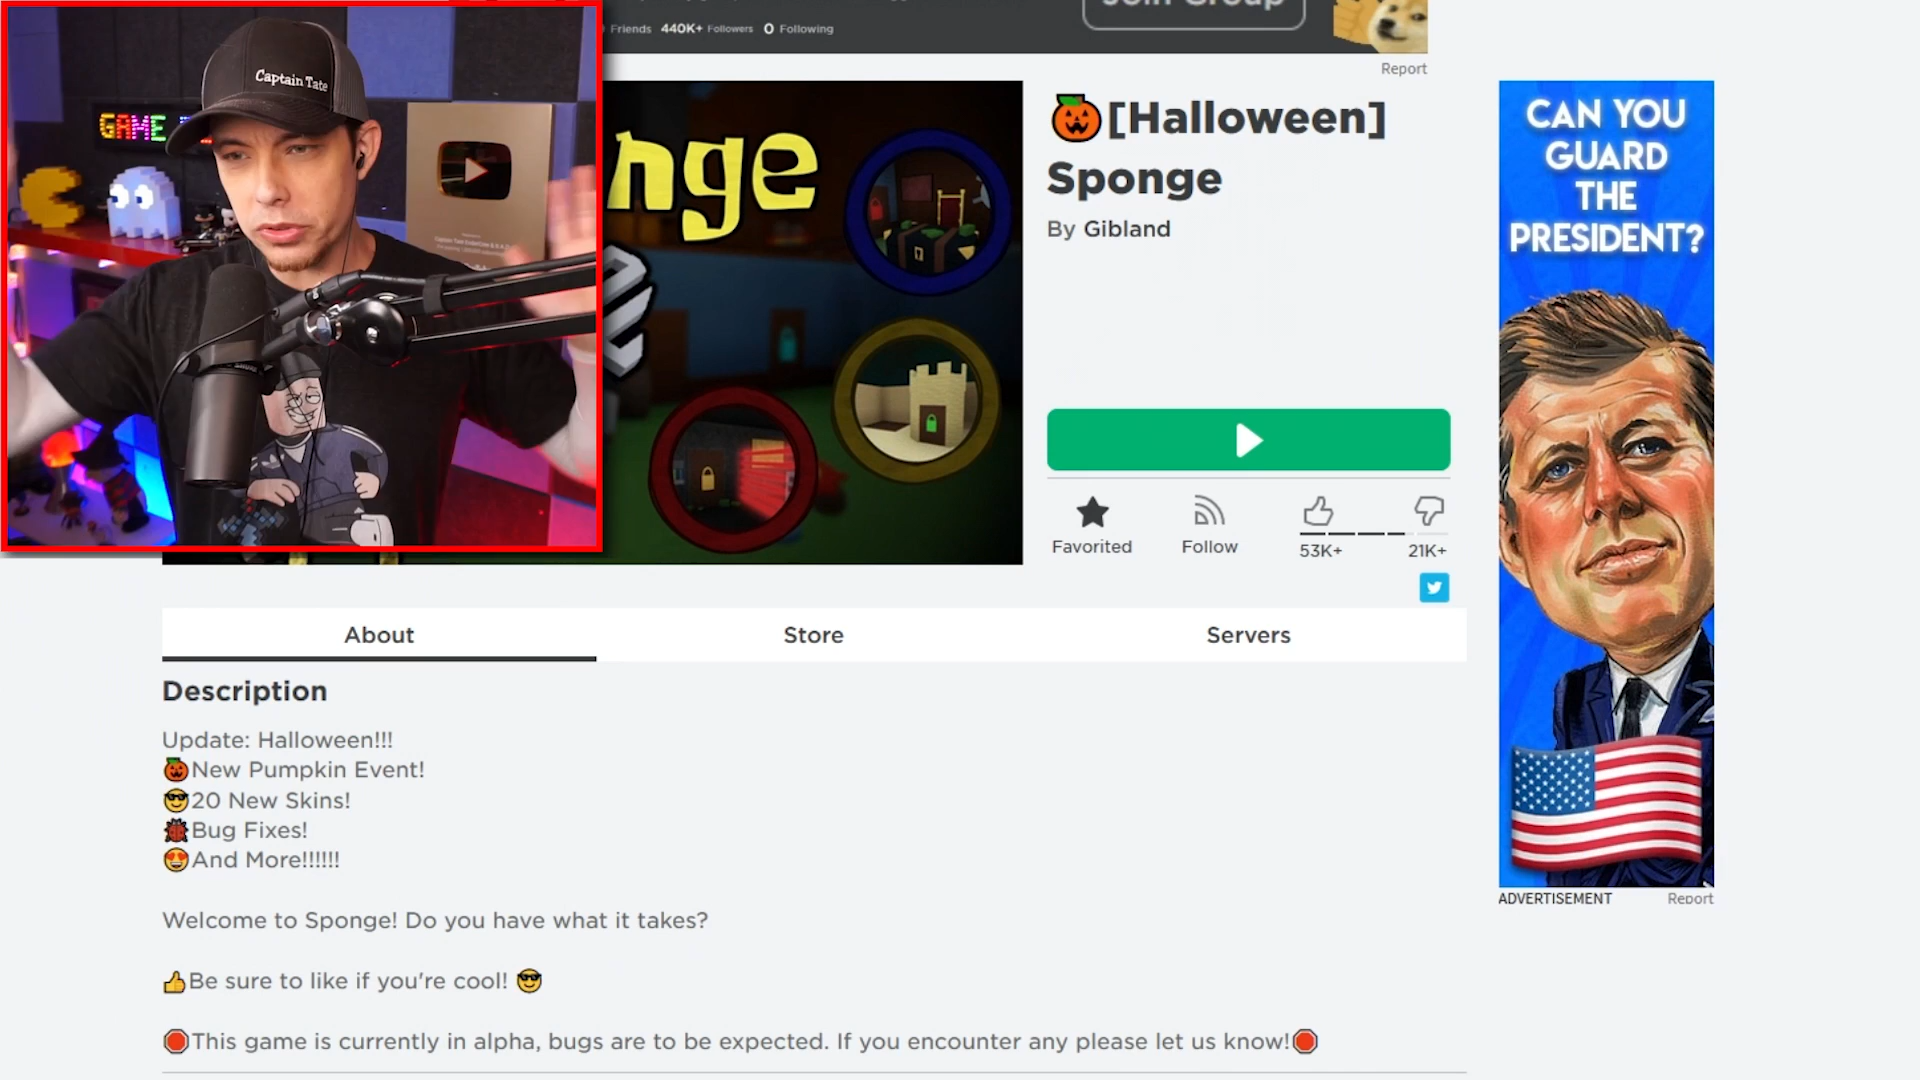 Friends 440K+ Followers 0 Following
Join Group
Report
Captain Tate
GAME
nge
🎃[Halloween]
Sponge
By Gibland
Favorited
Follow
53K+
21K+
About
Store
Servers
Description
Update: Halloween!!!
🎃New Pumpkin Event!
😎20 New Skins!
🐞Bug Fixes!
😍And More!!!!!!
Welcome to Sponge! Do you have what it takes?
👍Be sure to like if you're cool! 😎
🛑This game is currently in alpha, bugs are to be expected. If you encounter any please let us know!🛑
CAN YOU
GUARD
THE
PRESIDENT?
ADVERTISEMENT
Report